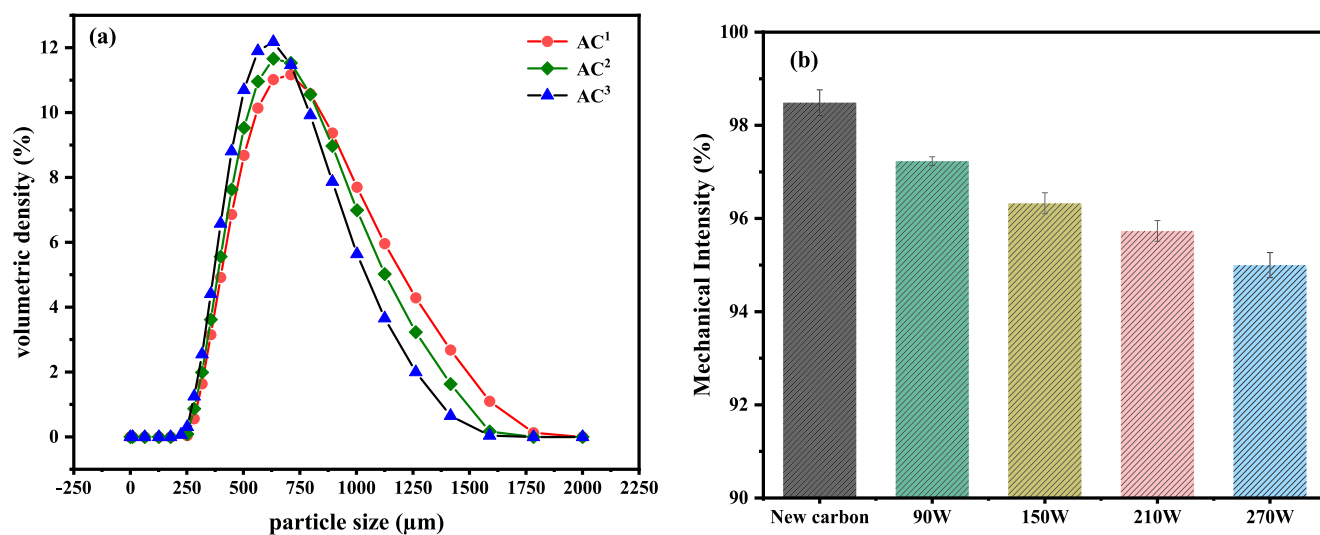 (a)
AC¹
AC²
AC³
volumetric density (%)
12
10
8
6
4
2
0
-250 0 250 500 750 1000 1250 1500 1750 2000 2250
particle size (μm)
(b)
Mechanical Intensity (%)
100
98
96
94
92
90
New carbon 90W 150W 210W 270W